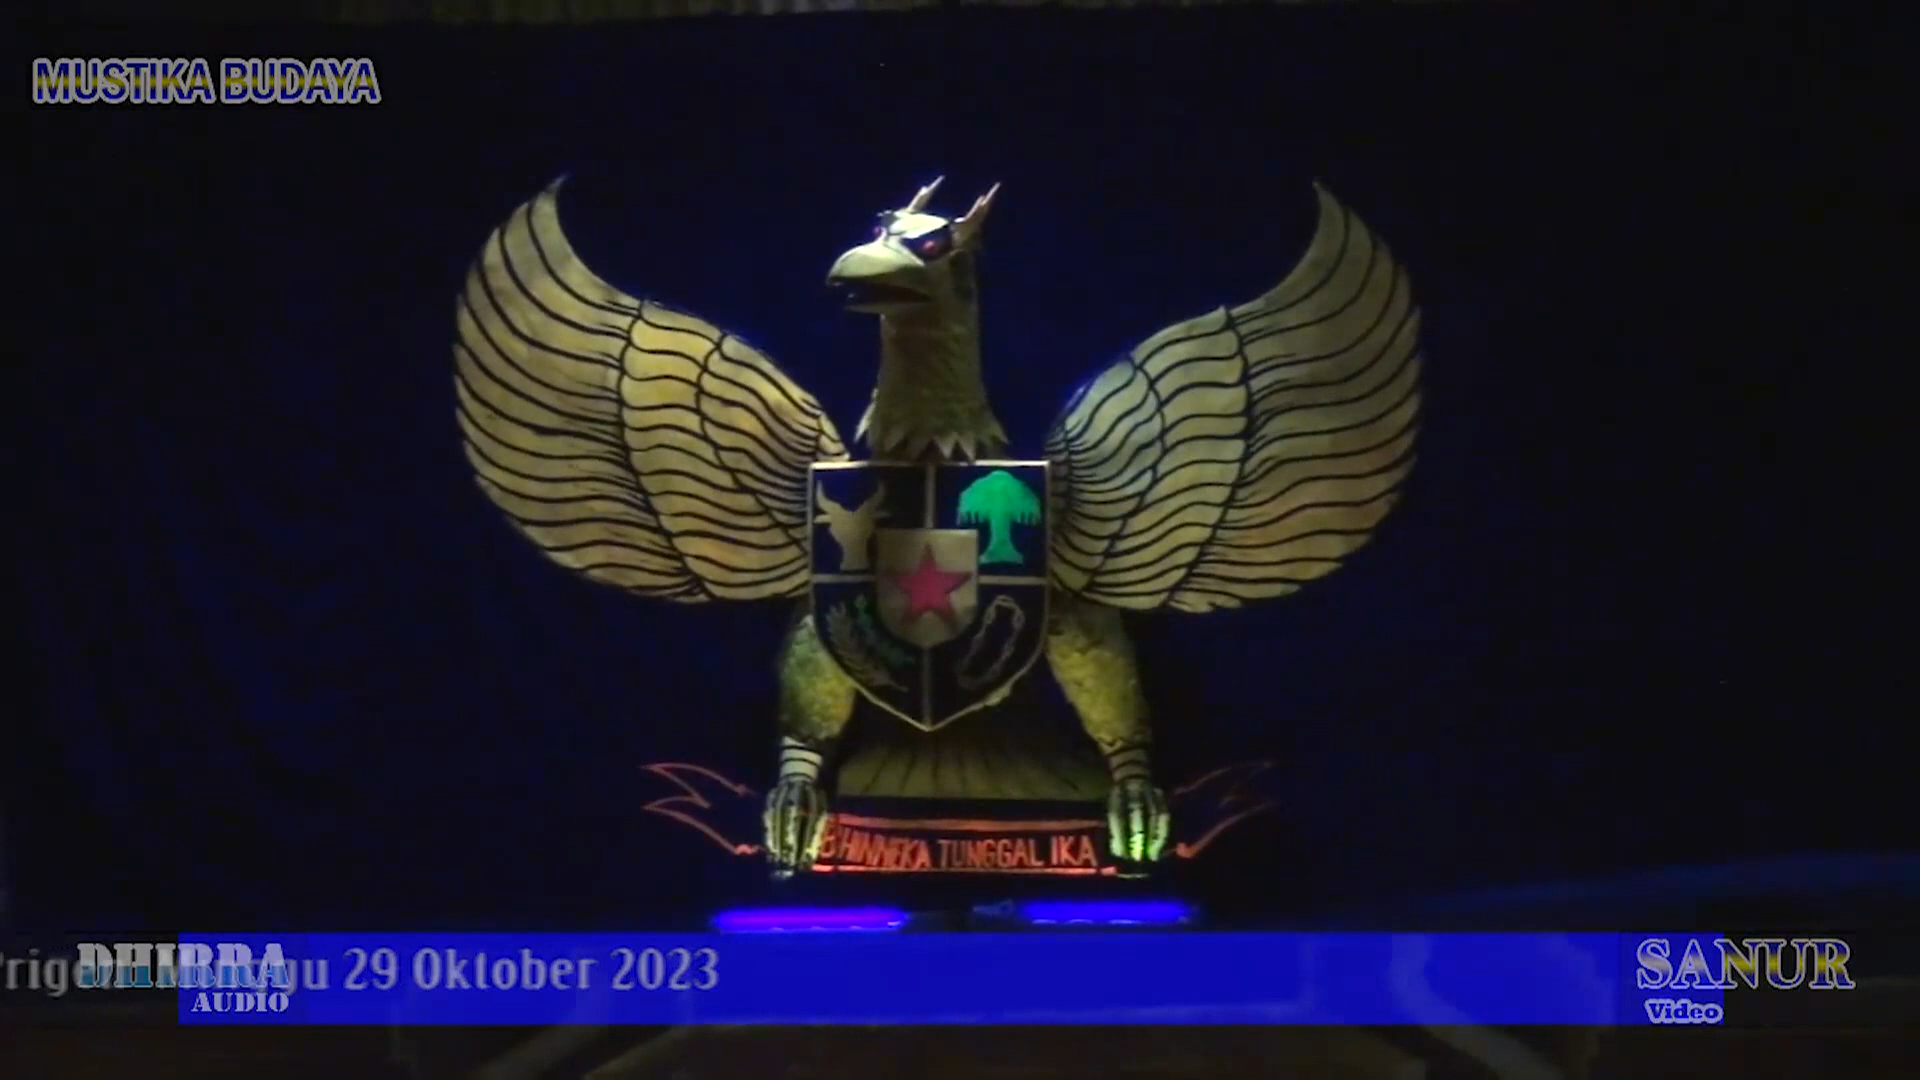 MUSTIKA BUDAYA
BHINNEKA TUNGGAL IKA
29 Oktober 2023
DHIRRA
AUDIO
SANUR
Video